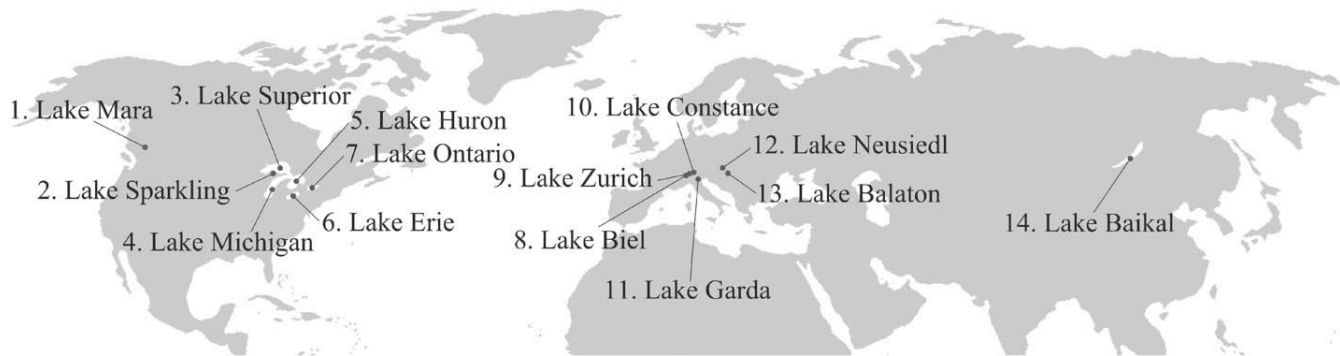 1. Lake Mara
2. Lake Sparkling
3. Lake Superior
4. Lake Michigan
5. Lake Huron
6. Lake Erie
7. Lake Ontario
8. Lake Biel
9. Lake Zurich
10. Lake Constance
11. Lake Garda
12. Lake Neusiedl
13. Lake Balaton
14. Lake Baikal